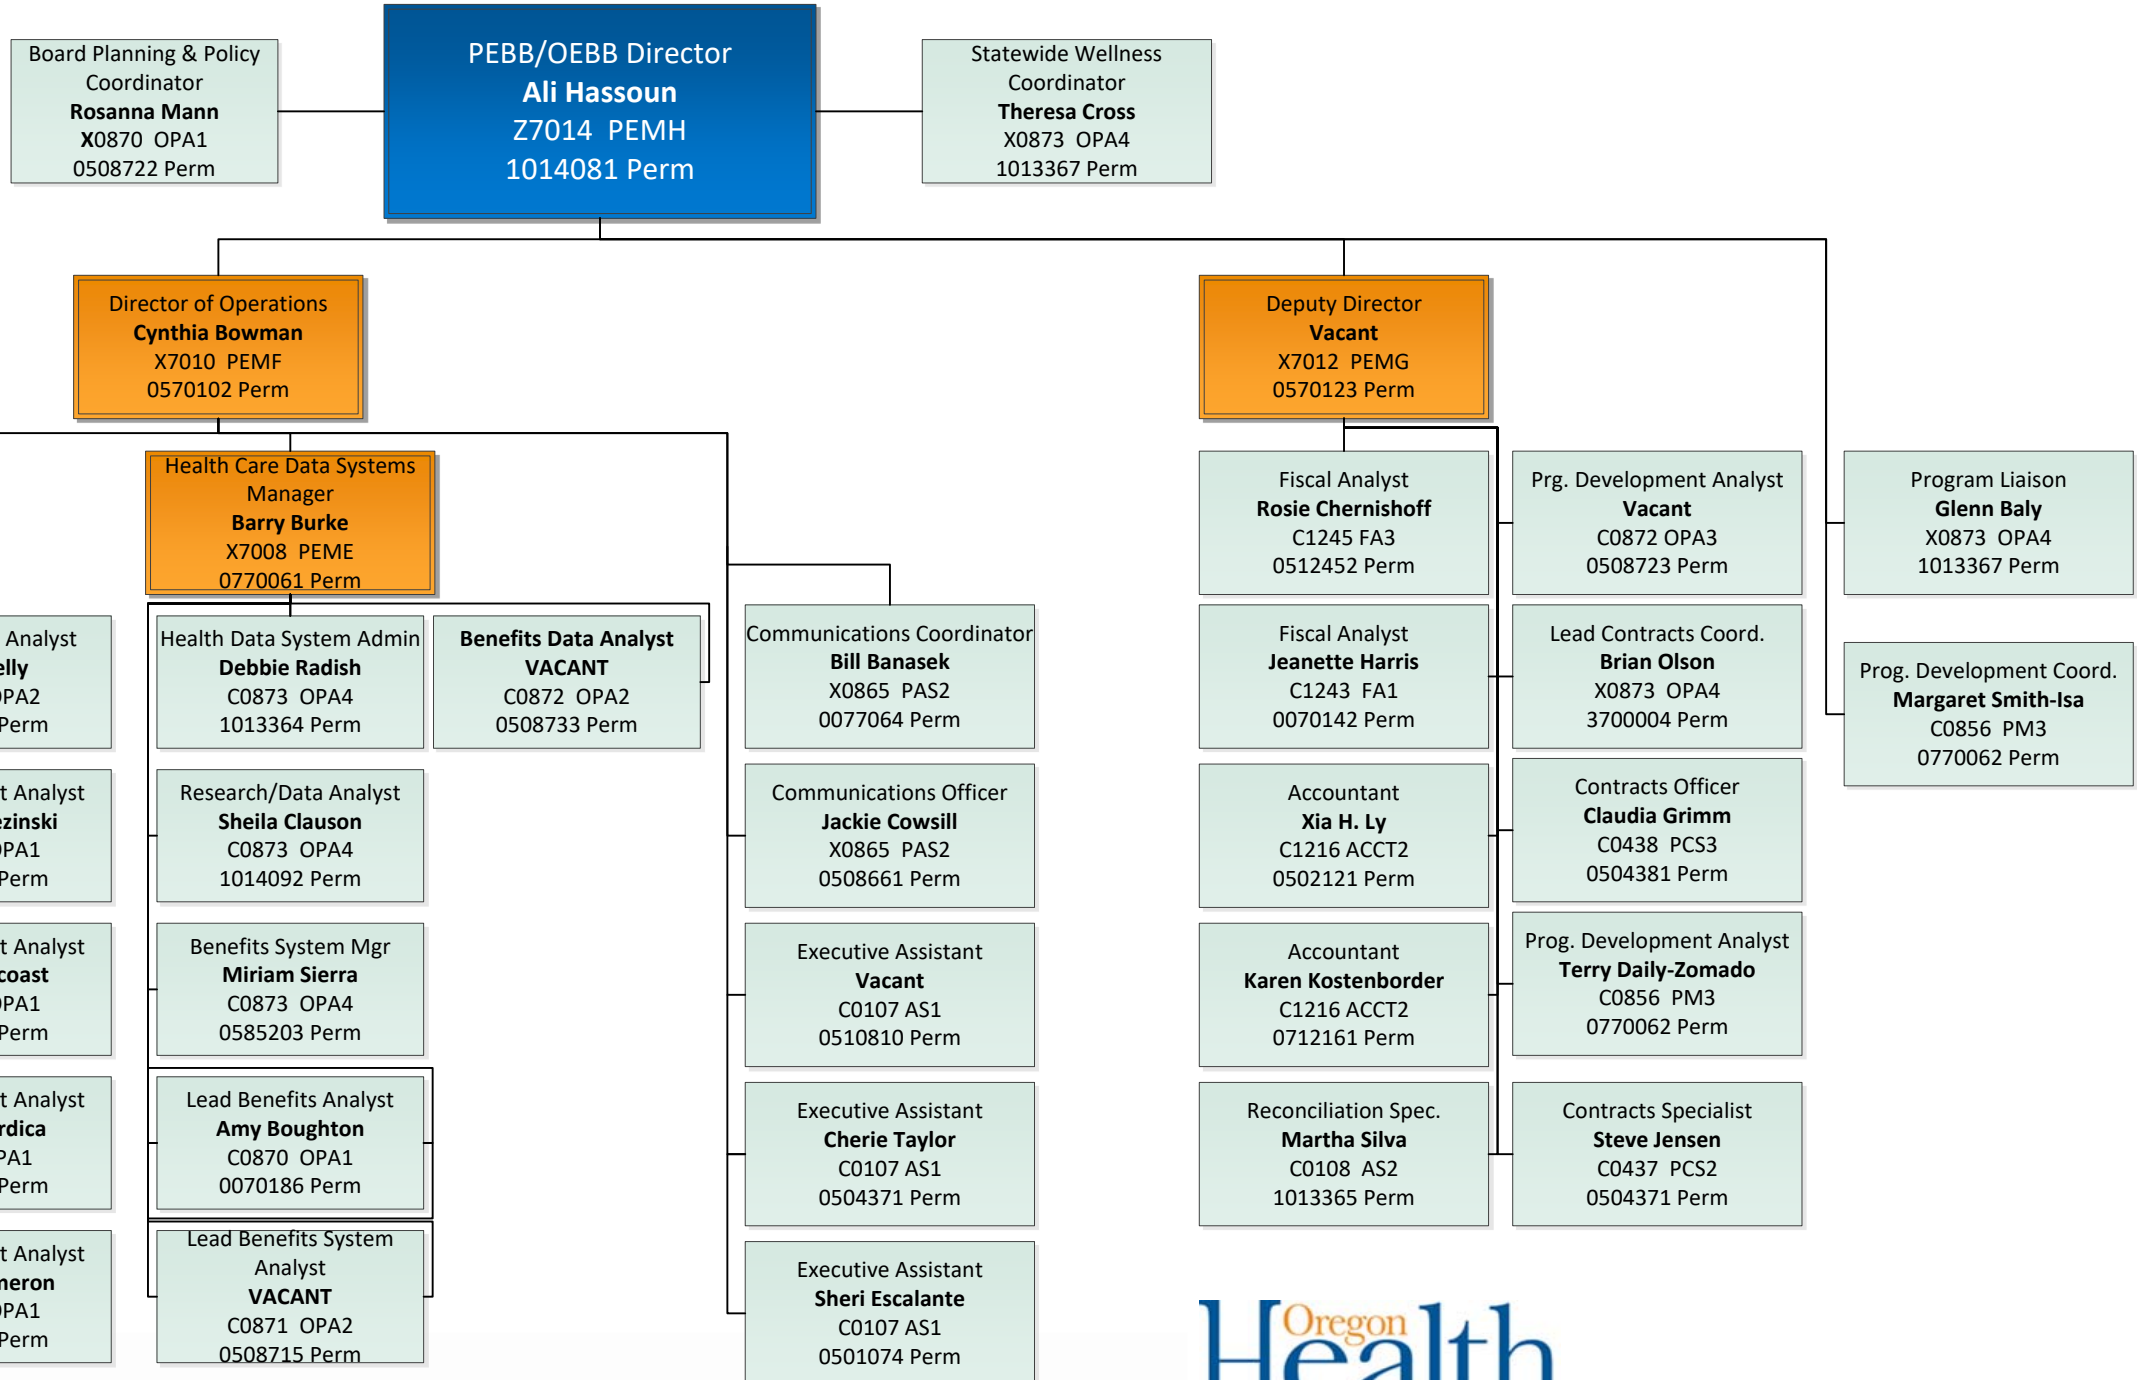 Board Planning & Policy
Coordinator
Rosanna Mann
X0870 OPA1
0508722 Perm
PEBB/OEBB Director
Ali Hassoun
Z7014 PEMH
1014081 Perm
Statewide Wellness
Coordinator
Theresa Cross
X0873 OPA4
1013367 Perm
Director of Operations
Cynthia Bowman
X7010 PEMF
0570102 Perm
Deputy Director
Vacant
X7012 PEMG
0570123 Perm
Health Care Data Systems
Manager
Barry Burke
X7008 PEME
0770061 Perm
Analyst
elly
PA2
Perm
t Analyst
ezinski
PA1
Perm
t Analyst
coast
PA1
Perm
t Analyst
rdica
PA1
Perm
t Analyst
meron
PA1
Perm
Health Data System Admin
Debbie Radish
C0873 OPA4
1013364 Perm
Research/Data Analyst
Sheila Clauson
C0873 OPA4
1014092 Perm
Benefits System Mgr
Miriam Sierra
C0873 OPA4
0585203 Perm
Lead Benefits Analyst
Amy Boughton
C0870 OPA1
0070186 Perm
Lead Benefits System
Analyst
VACANT
C0871 OPA2
0508715 Perm
Benefits Data Analyst
VACANT
C0872 OPA2
0508733 Perm
Communications Coordinator
Bill Banasek
X0865 PAS2
0077064 Perm
Communications Officer
Jackie Cowsill
X0865 PAS2
0508661 Perm
Executive Assistant
Vacant
C0107 AS1
0510810 Perm
Executive Assistant
Cherie Taylor
C0107 AS1
0504371 Perm
Executive Assistant
Sheri Escalante
C0107 AS1
0501074 Perm
Fiscal Analyst
Rosie Chernishoff
C1245 FA3
0512452 Perm
Fiscal Analyst
Jeanette Harris
C1243 FA1
0070142 Perm
Accountant
Xia H. Ly
C1216 ACCT2
0502121 Perm
Accountant
Karen Kostenborder
C1216 ACCT2
0712161 Perm
Reconciliation Spec.
Martha Silva
C0108 AS2
1013365 Perm
Prg. Development Analyst
Vacant
C0872 OPA3
0508723 Perm
Lead Contracts Coord.
Brian Olson
X0873 OPA4
3700004 Perm
Contracts Officer
Claudia Grimm
C0438 PCS3
0504381 Perm
Prog. Development Analyst
Terry Daily-Zomado
C0856 PM3
0770062 Perm
Contracts Specialist
Steve Jensen
C0437 PCS2
0504371 Perm
Program Liaison
Glenn Baly
X0873 OPA4
1013367 Perm
Prog. Development Coord.
Margaret Smith-Isa
C0856 PM3
0770062 Perm
Oregon
Health